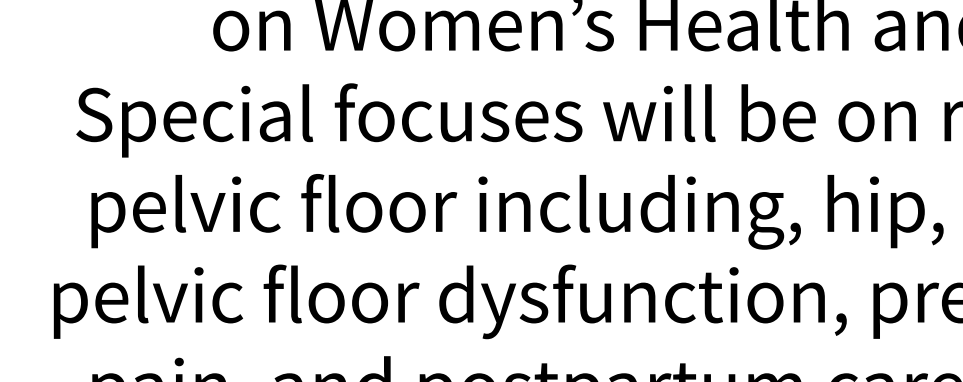 on Women’s Health
Special focuses will be on
pelvic floor including, hip,
pelvic floor dysfunction,
pain, and postpartum care